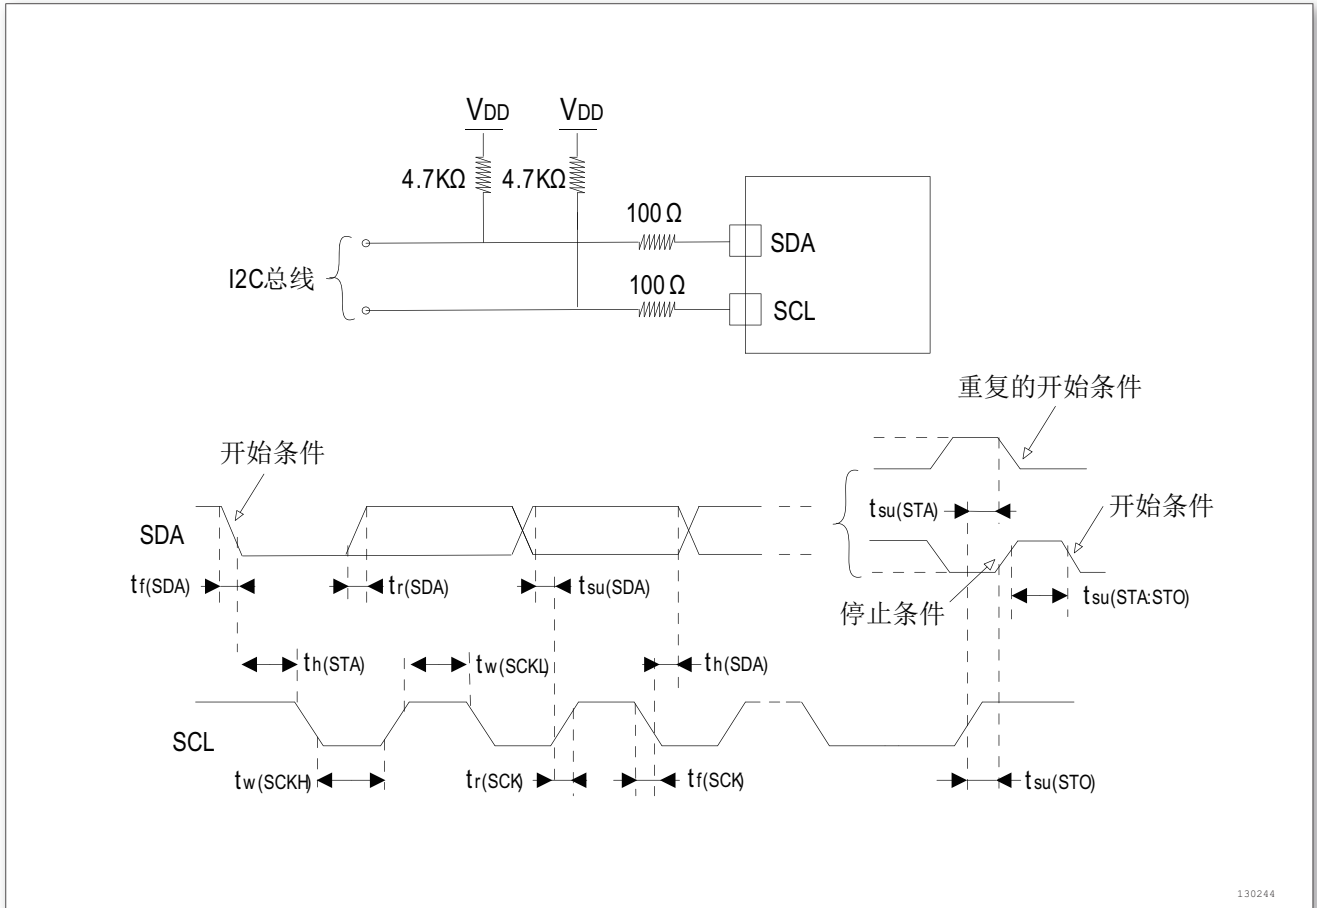 VDD VDD
4.7KΩ 4.7KΩ
100 Ω
SDA
I2C总线
100 Ω
SCL
重复的开始条件
开始条件
tsu(STA)
开始条件
SDA
tf(SDA)
tr(SDA)
tsu(SDA)
停止条件
tsu(STA:STO)
th(STA)
tw(SCKL)
th(SDA)
SCL
tw(SCKH)
tr(SCK)
tf(SCK)
tsu(STO)
130244